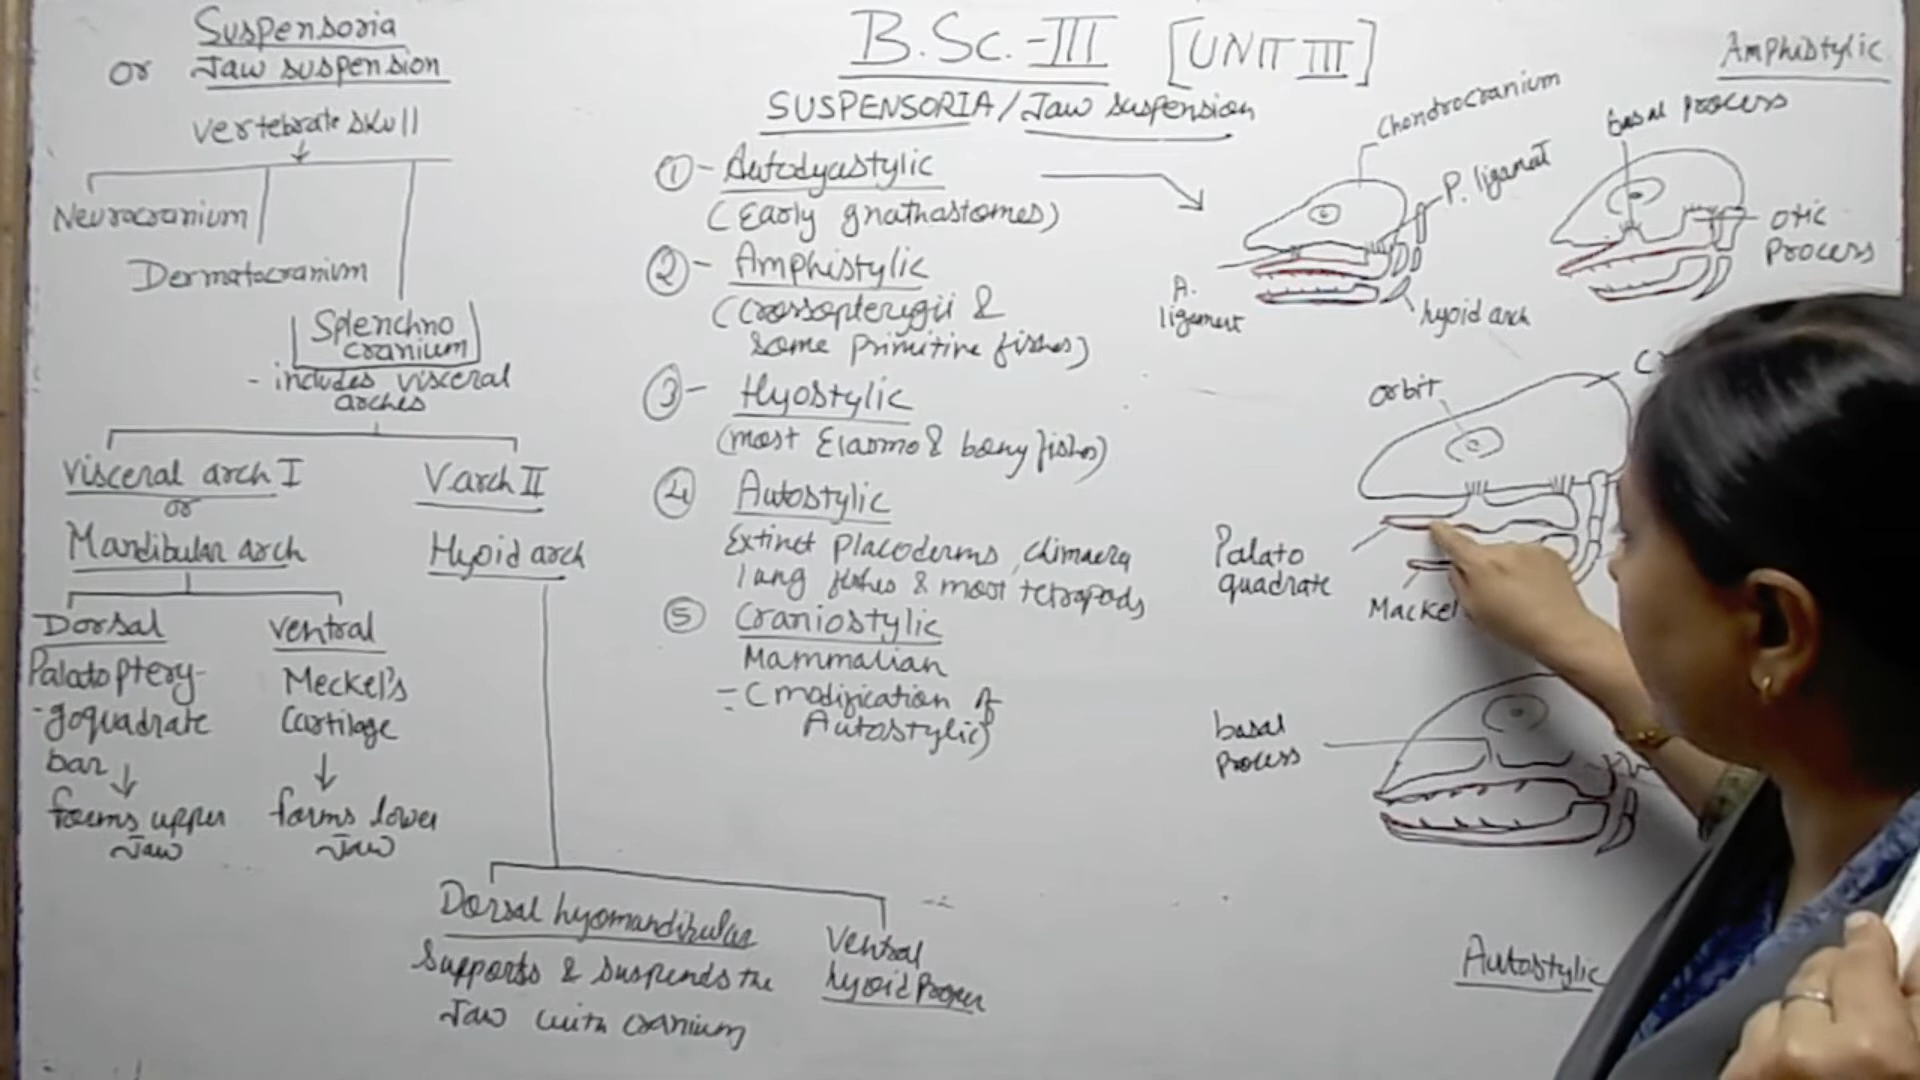 Suspensoria
or Jaw suspension
vertebrate skull
Neurocranium
Dermatocranium
Splenchno
cranium
- includes visceral
arches
Visceral arch I
or
Mandibular arch
V.arch II
Hyoid arch
Dorsal
Palatoptery-
-goquadrate
bar
forms upper
Jaw
ventral
Meckel's
Cartilage
forms lower
Jaw
Dorsal hyomandibular
supports & suspends the
Jaw with cranium
Ventral
hyoid Proper
B.Sc.-III [UNIT III]
SUSPENSORIA/Jaw suspension
1- Autodyastylic
(Early gnathastomes)
2- Amphistylic
(Crossopterygii &
some primitive fishes)
3- Hyostylic
(most Elasmo & bony fishes)
4 Autostylic
Extinct Placoderms, chimaera
lung fishes & most tetrapods
5 Craniostylic
Mammalian
= (modification of
Autostylic)
Chondrocranium
P. ligament
A.
ligament
hyoid arch
Amphistylic
basal process
otic
Process
orbit
Palato
quadrate
Mackel
basal
Process
Autostylic